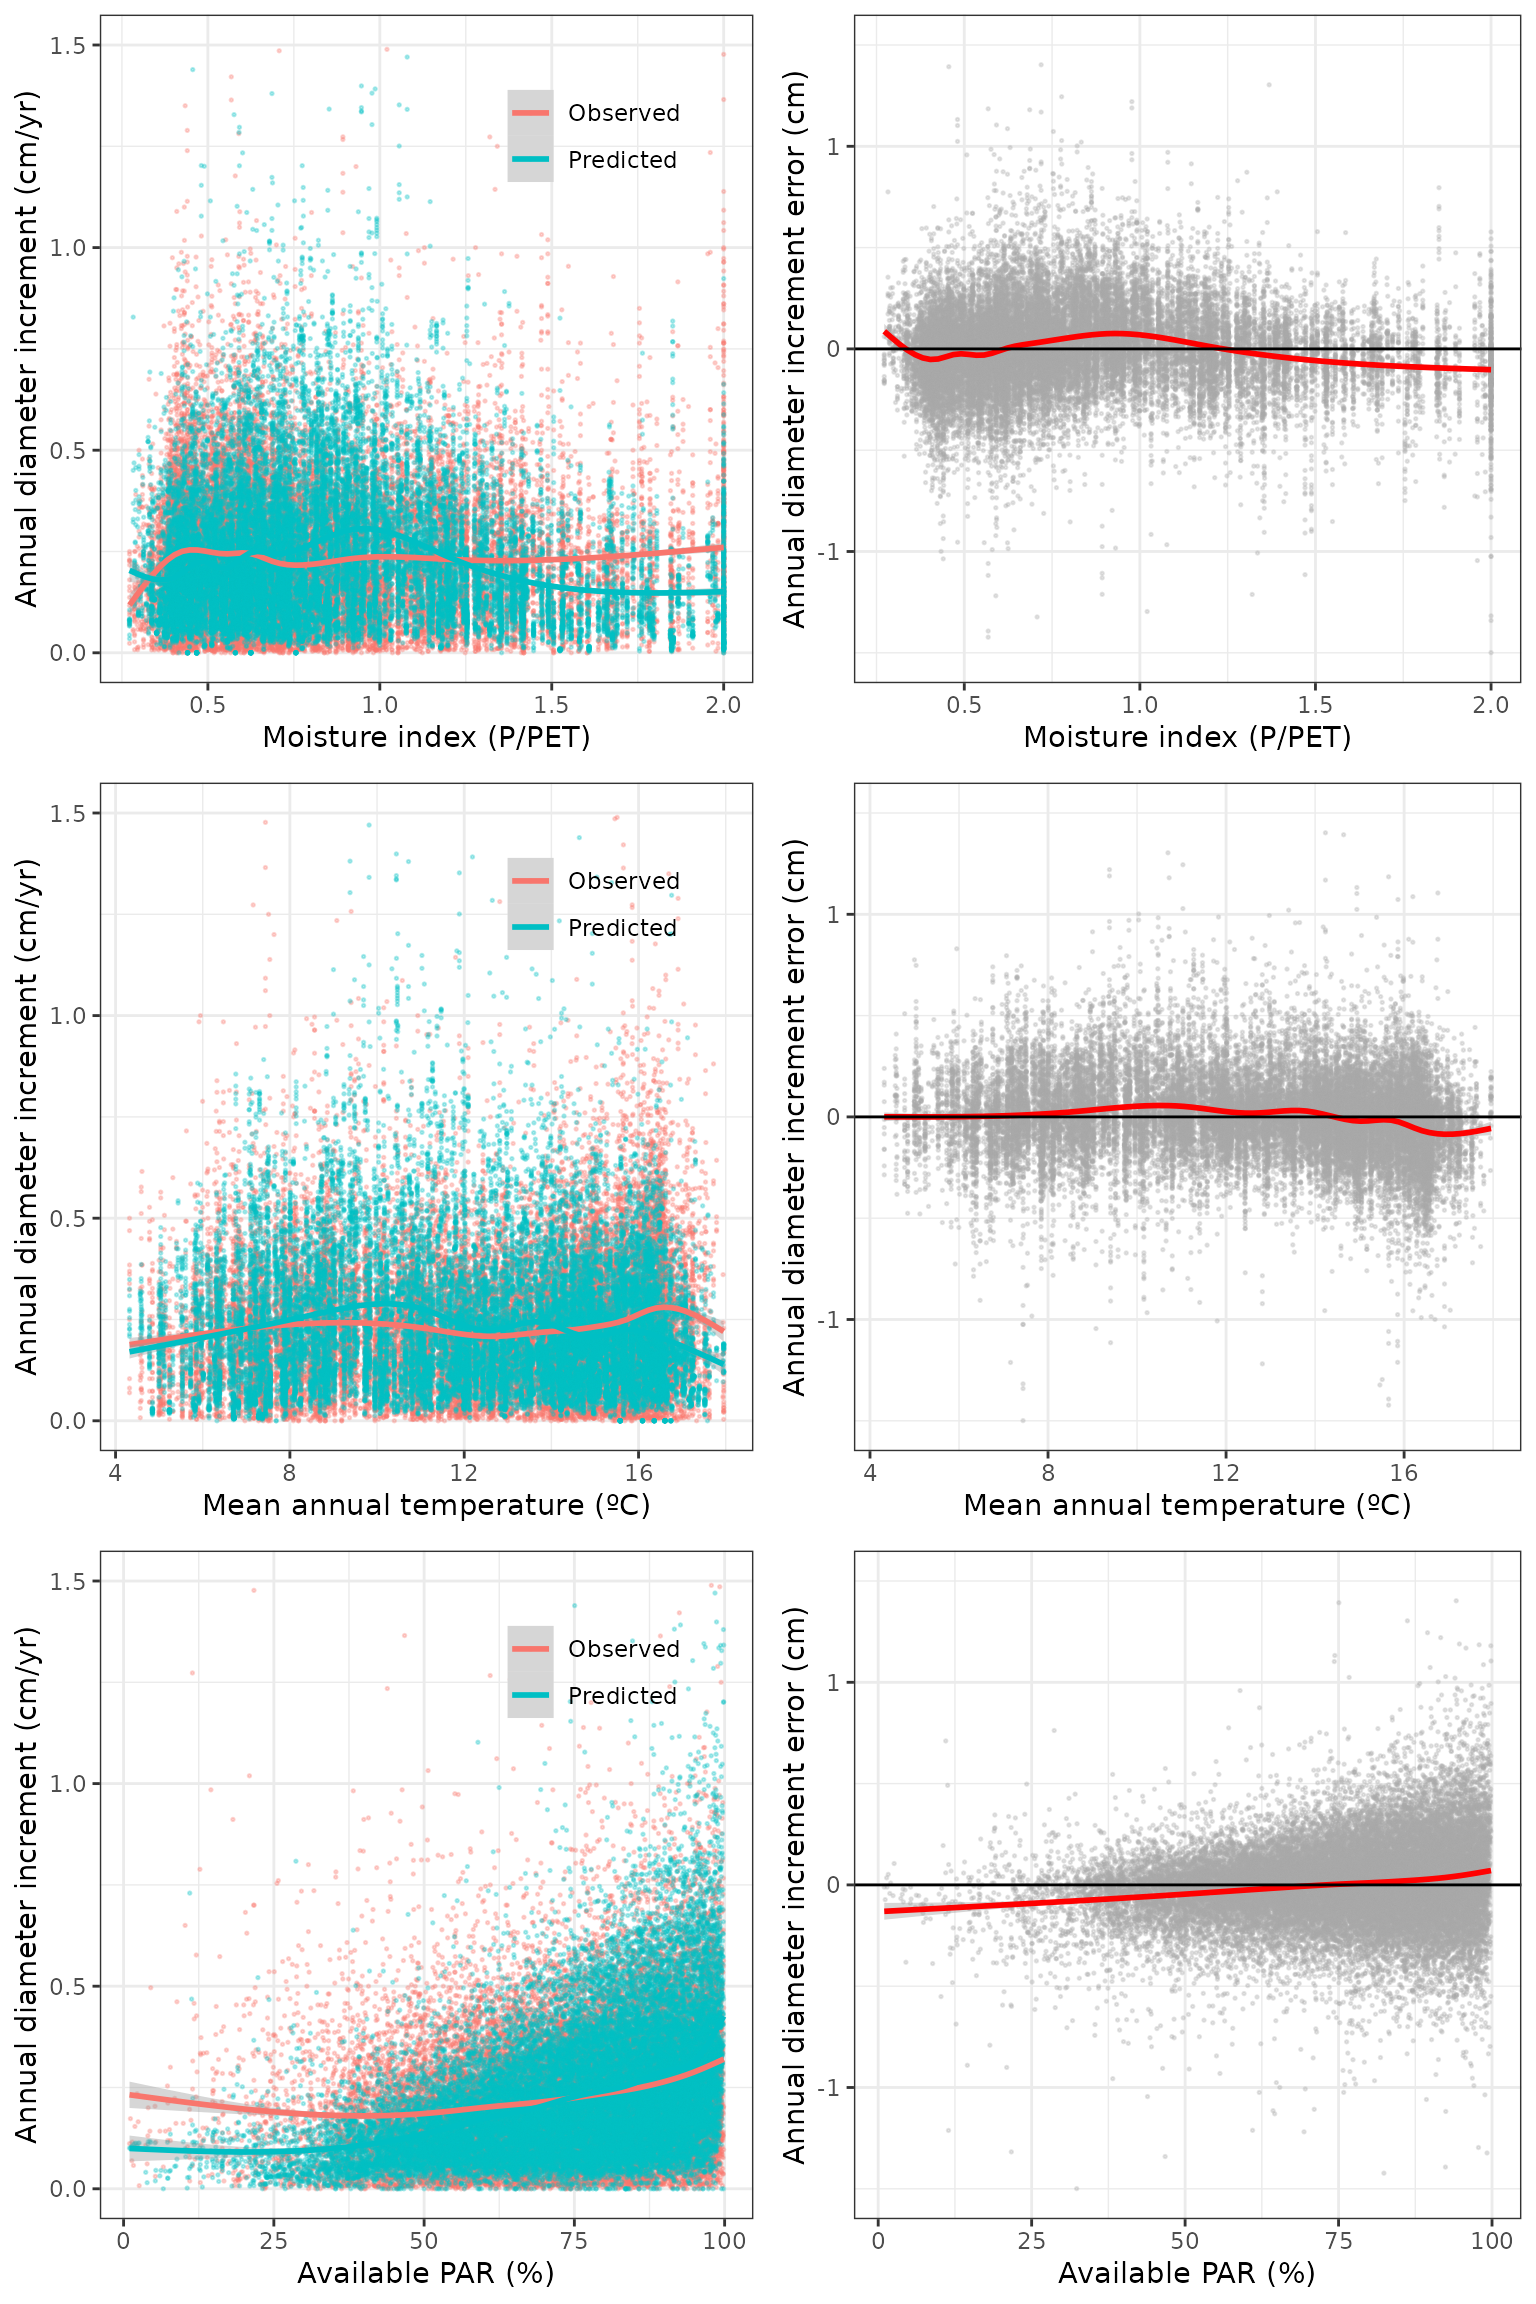 Annual diameter increment (cm/yr)
1.5
1.0
0.5
0.0
Observed
Predicted
0.5 1.0 1.5 2.0
Moisture index (P/PET)
Annual diameter increment error (cm)
1
0
-1
0.5 1.0 1.5 2.0
Moisture index (P/PET)
Annual diameter increment (cm/yr)
1.5
1.0
0.5
0.0
Observed
Predicted
4 8 12 16
Mean annual temperature (ºC)
Annual diameter increment error (cm)
1
0
-1
4 8 12 16
Mean annual temperature (ºC)
Annual diameter increment (cm/yr)
1.5
1.0
0.5
0.0
Observed
Predicted
0 25 50 75 100
Available PAR (%)
Annual diameter increment error (cm)
1
0
-1
0 25 50 75 100
Available PAR (%)